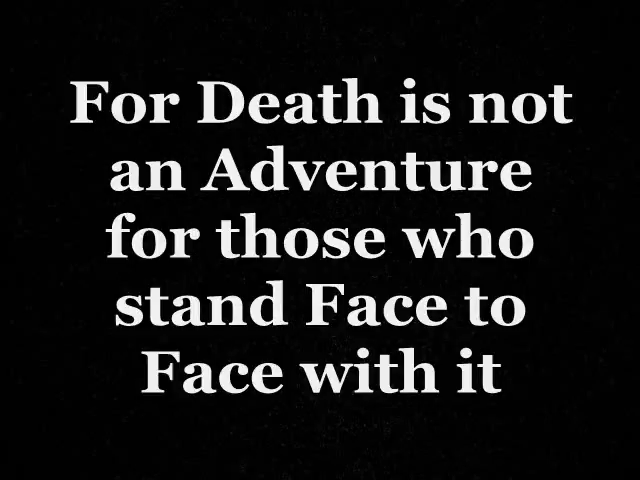 For Death is not
an Adventure
for those who
stand Face to
Face with it